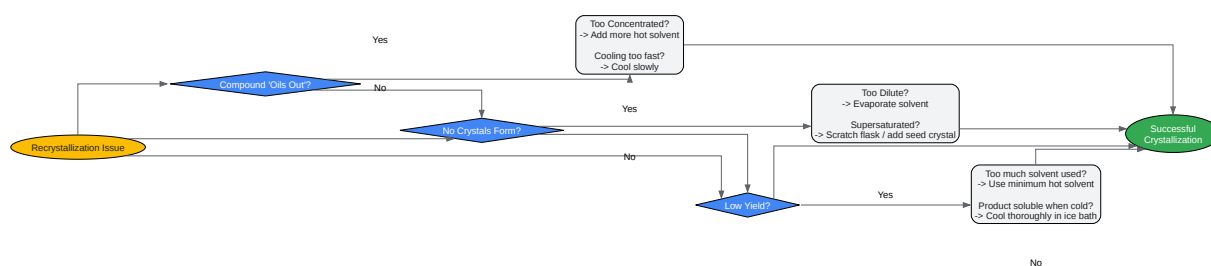 Too Concentrated?
-> Add more hot solvent
Cooling too fast?
-> Cool slowly
Yes
Compound 'Oils Out'?
No
Too Dilute?
-> Evaporate solvent
Supersaturated?
-> Scratch flask / add seed crystal
Yes
No Crystals Form?
Successful
Crystallization
Recrystallization Issue
No
Too much solvent used?
-> Use minimum hot solvent
Product soluble when cold?
-> Cool thoroughly in ice bath
Yes
Low Yield?
No